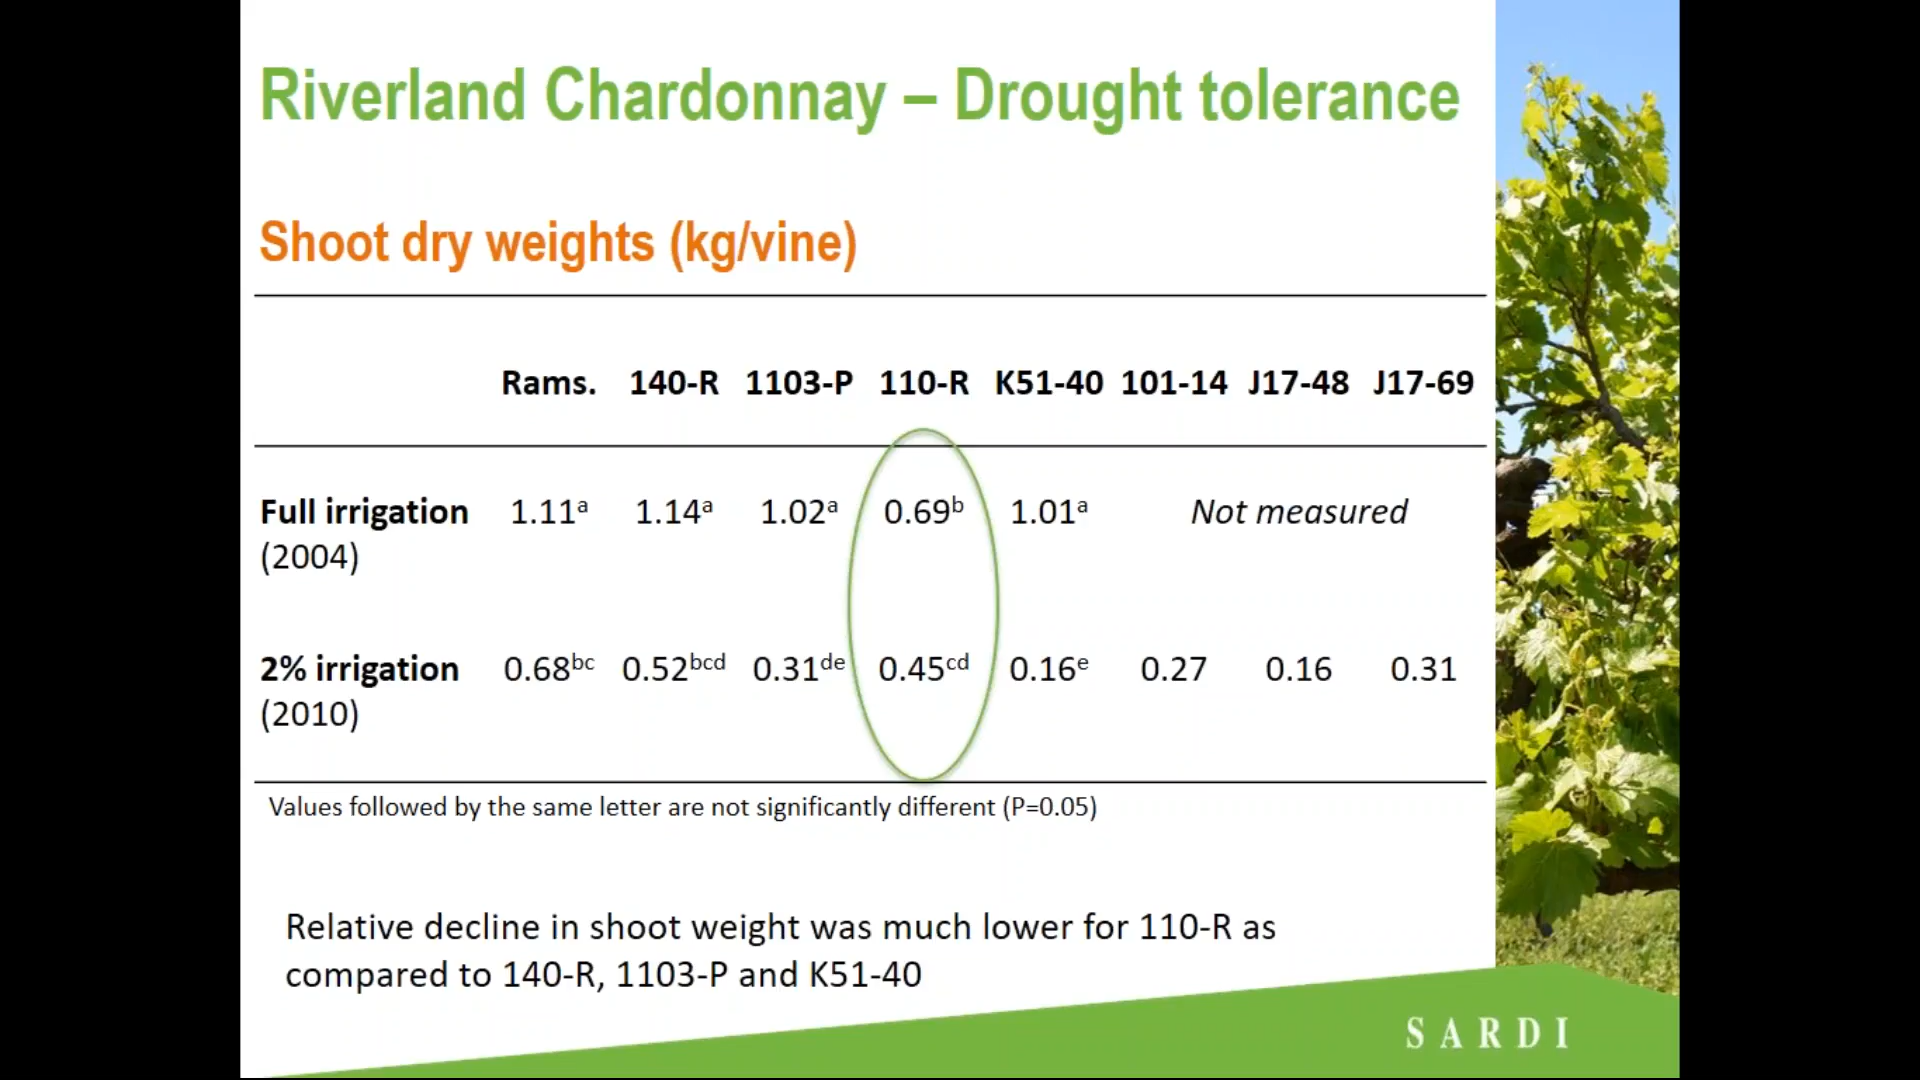 Riverland Chardonnay – Drought tolerance
Shoot dry weights (kg/vine)
Rams. 140-R 1103-P 110-R K51-40 101-14 J17-48 J17-69
Full irrigation 1.11ᵃ 1.14ᵃ 1.02ᵃ 0.69ᵇ 1.01ᵃ Not measured
(2004)
2% irrigation 0.68ᵇᶜ 0.52ᵇᶜᵈ 0.31ᵈᵉ 0.45ᶜᵈ 0.16ᵉ 0.27 0.16 0.31
(2010)
Values followed by the same letter are not significantly different (P=0.05)
Relative decline in shoot weight was much lower for 110-R as
compared to 140-R, 1103-P and K51-40
SARDI